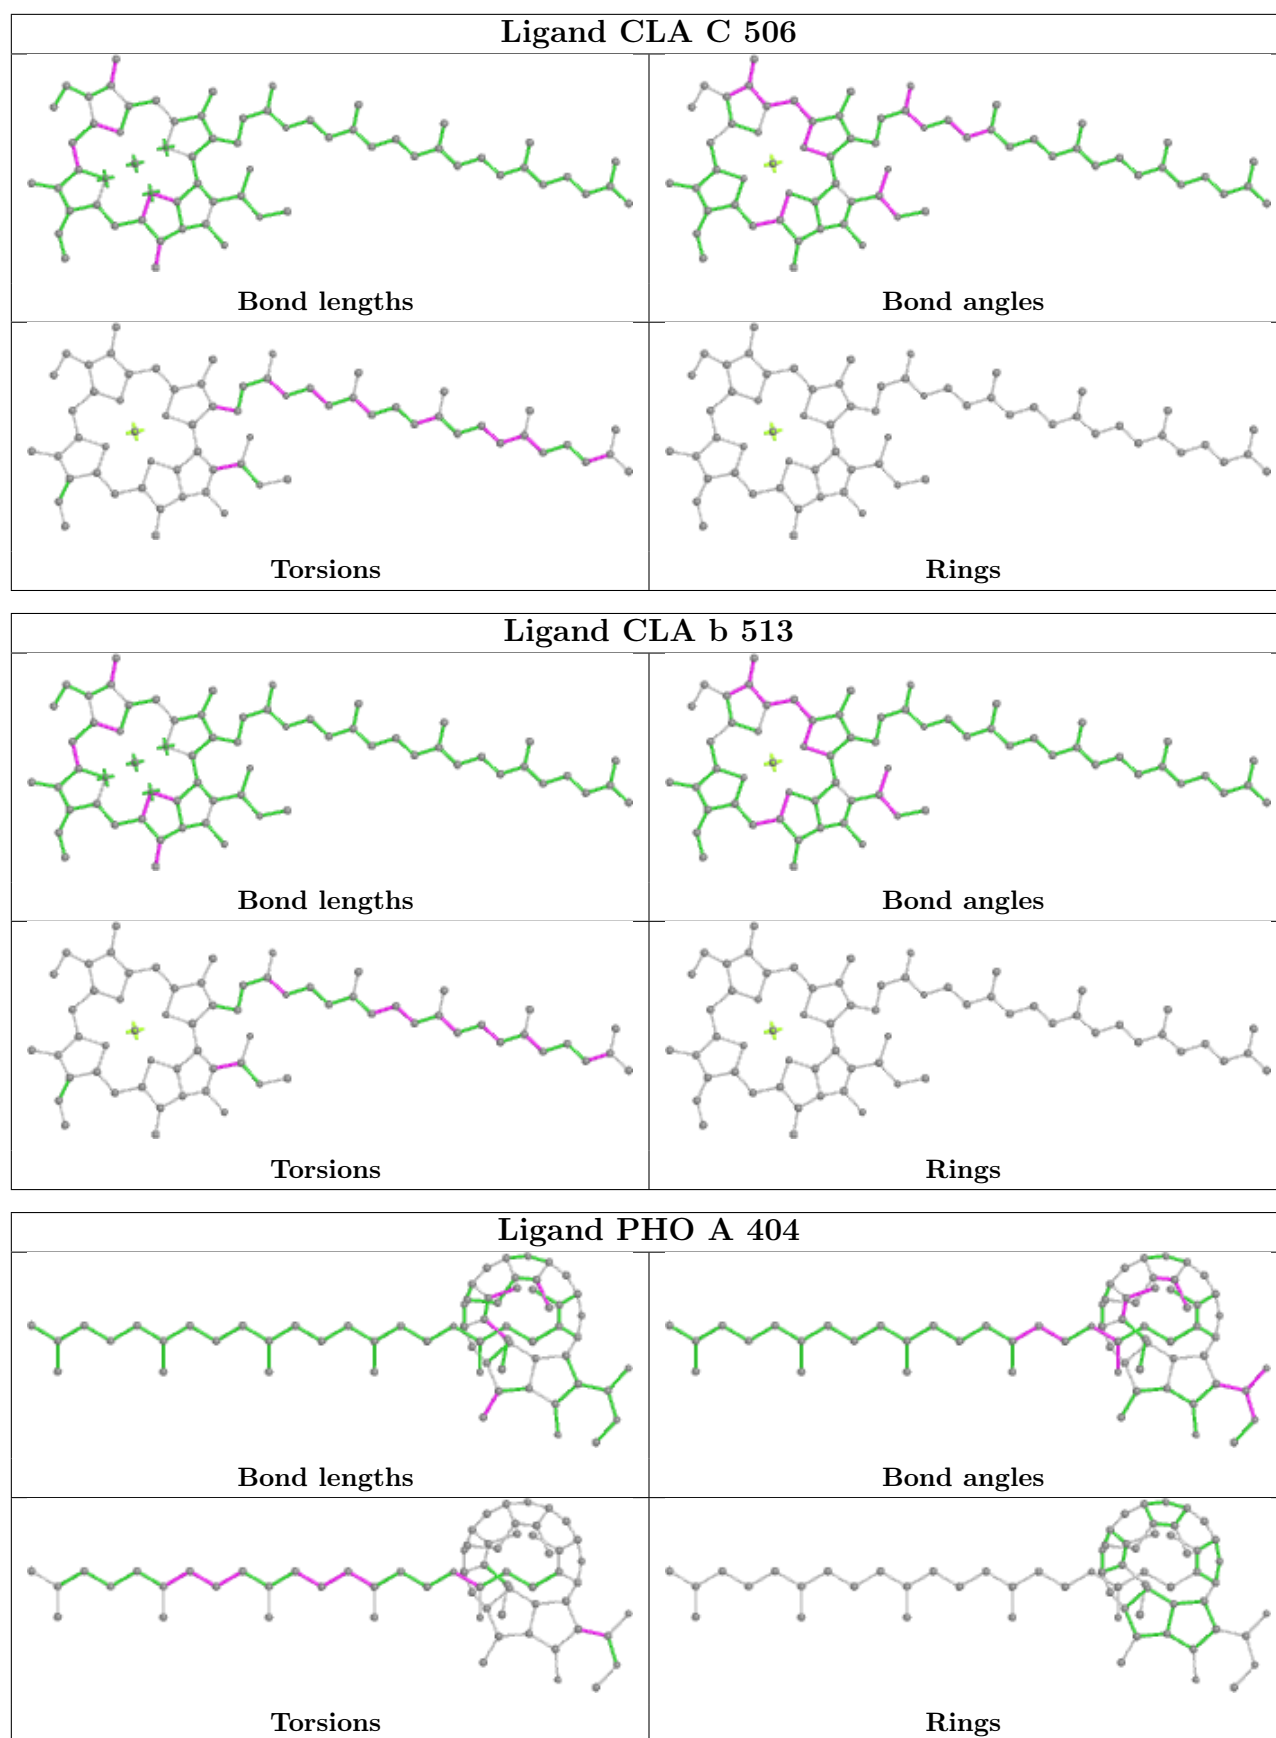 Ligand CLA C 506
Bond lengths
Bond angles
Torsions
Rings
Ligand CLA b 513
Bond lengths
Bond angles
Torsions
Rings
Ligand PHO A 404
Bond lengths
Bond angles
Torsions
Rings